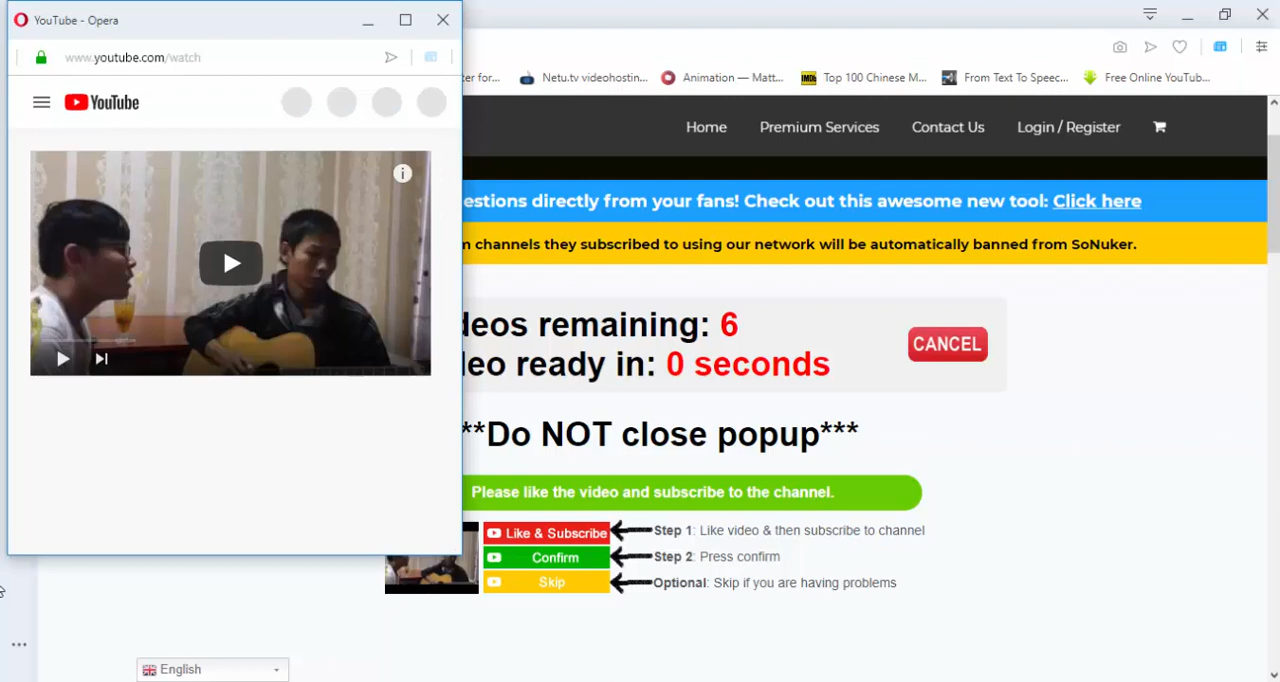 YouTube - Opera
www.youtube.com/watch
ter for...
Netu.tv videohostin...
Animation — Matt...
IMDb
Top 100 Chinese M...
From Text To Speec...
Free Online YouTub...
YouTube
Home
Premium Services
Contact Us
Login / Register
estions directly from your fans! Check out this awesome new tool: Click here
m channels they subscribed to using our network will be automatically banned from SoNuker.
deos remaining: 6
deo ready in: 0 seconds
CANCEL
**Do NOT close popup***
Please like the video and subscribe to the channel.
Like & Subscribe
Step 1: Like video & then subscribe to channel
Confirm
Step 2: Press confirm
Skip
Optional: Skip if you are having problems
English